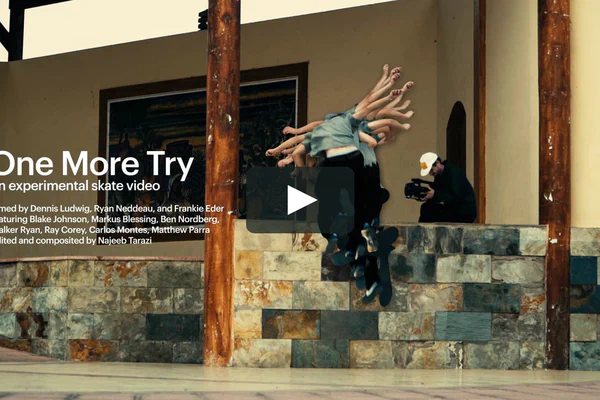 One More Try
n experimental skate video
med by Dennis Ludwig, Ryan Neddeau, and Frankie Eder
aturing Blake Johnson, Markus Blessing, Ben Nordberg,
alker Ryan, Ray Corey, Carlos Montes, Matthew Parra
dited and composited by Najeeb Tarazi